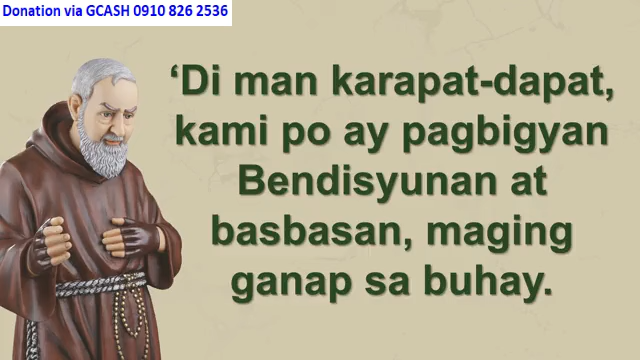 Donation via GCASH 0910 826 2536
‘Di man karapat-dapat,
kami po ay pagbigyan
Bendisyunan at
basbasan, maging
ganap sa buhay.